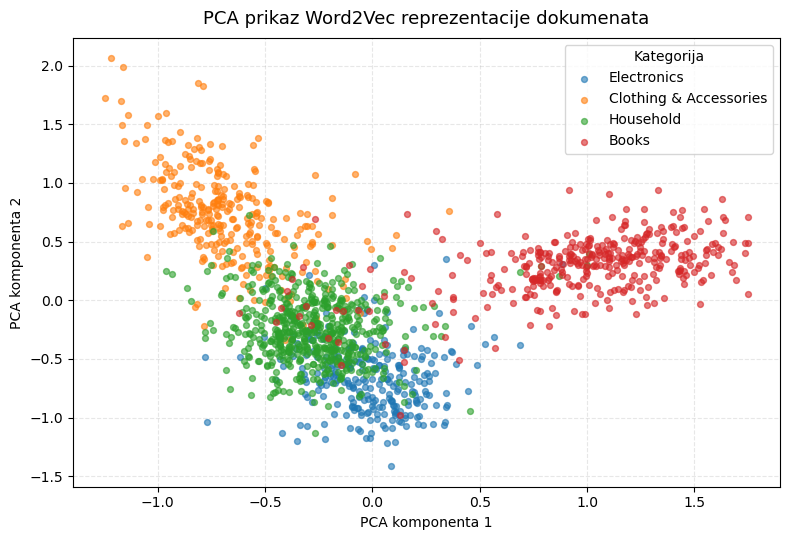 PCA prikaz Word2Vec reprezentacije dokumenata
Kategorija
Electronics
Clothing & Accessories
Household
Books
PCA komponenta 2
2.0
1.5
1.0
0.5
0.0
−0.5
−1.0
−1.5
−1.0
−0.5
0.0
0.5
1.0
1.5
PCA komponenta 1